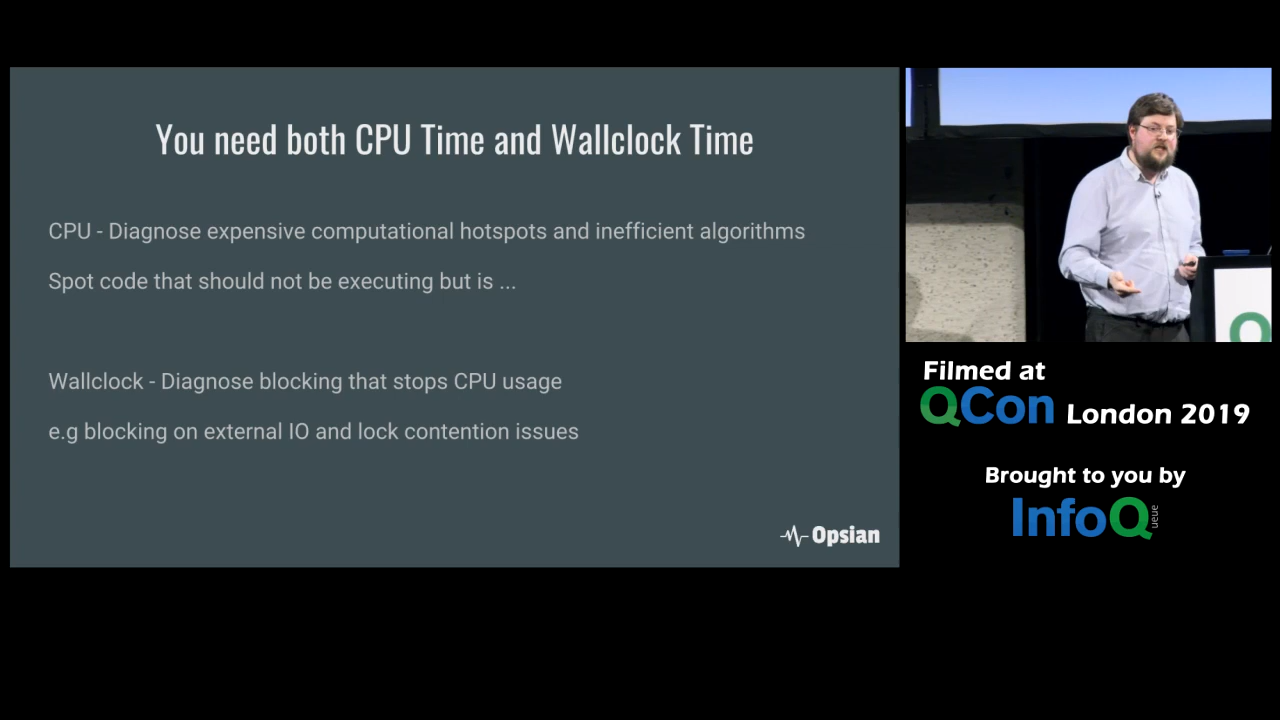 You need both CPU Time and Wallclock Time
CPU - Diagnose expensive computational hotspots and inefficient algorithms
Spot code that should not be executing but is ...
Wallclock - Diagnose blocking that stops CPU usage
e.g blocking on external IO and lock contention issues
Opsian
Filmed at
QCon London 2019
Brought to you by
InfoQueue